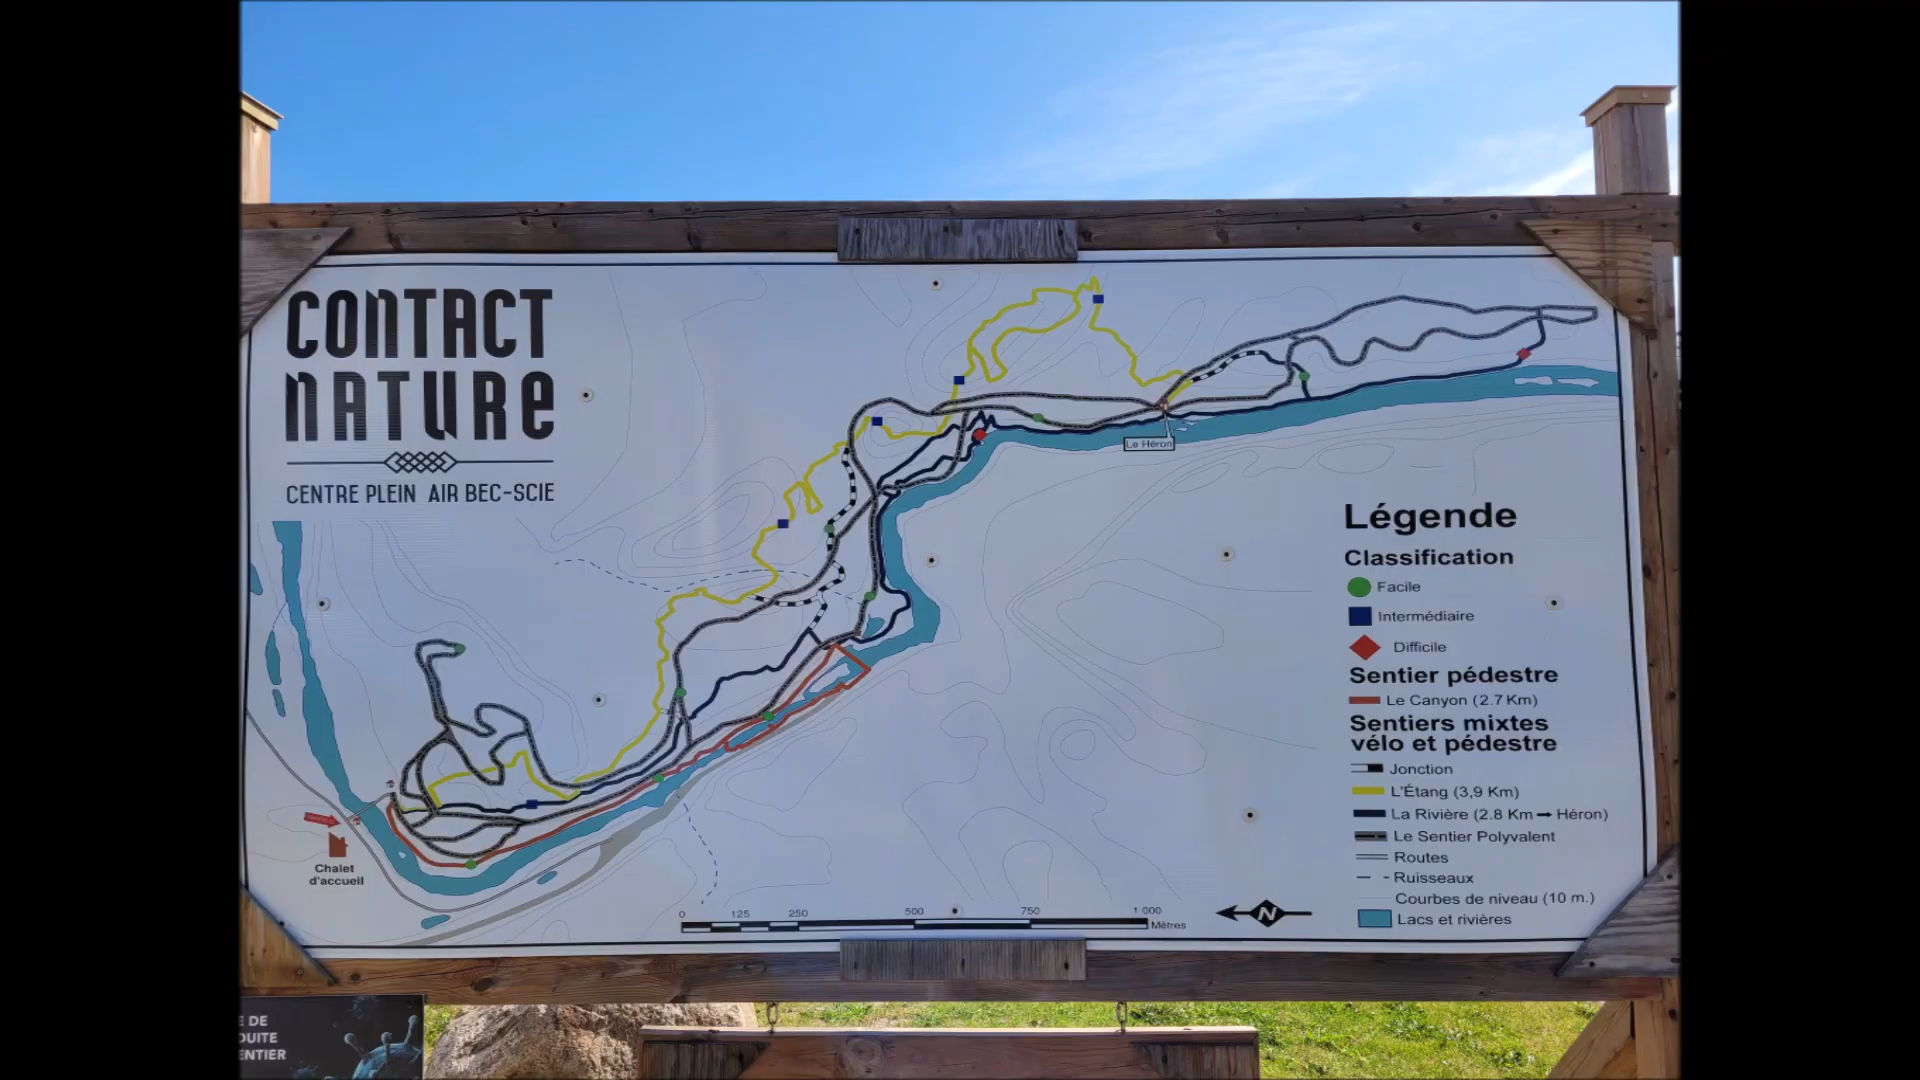 CONTACT
NATURE
CENTRE PLEIN AIR BEC-SCIE
Le Héron
Chalet
d'accueil
Légende
Classification
Facile
Intermédiaire
Difficile
Sentier pédestre
Le Canyon (2.7 Km)
Sentiers mixtes
vélo et pédestre
Jonction
L'Étang (3,9 Km)
La Rivière (2.8 Km → Héron)
Le Sentier Polyvalent
Routes
Ruisseaux
Courbes de niveau (10 m.)
Lacs et rivières
0 125 250 500 750 1 000
Mètres
N
E DE
DUITE
ENTIER